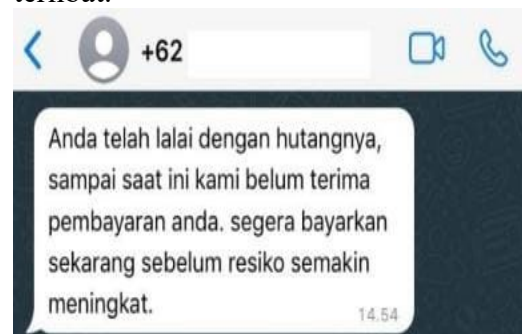 +62
Anda telah lalai dengan hutangnya,
sampai saat ini kami belum terima
pembayaran anda. segera bayarkan
sekarang sebelum resiko semakin
meningkat.
14.54